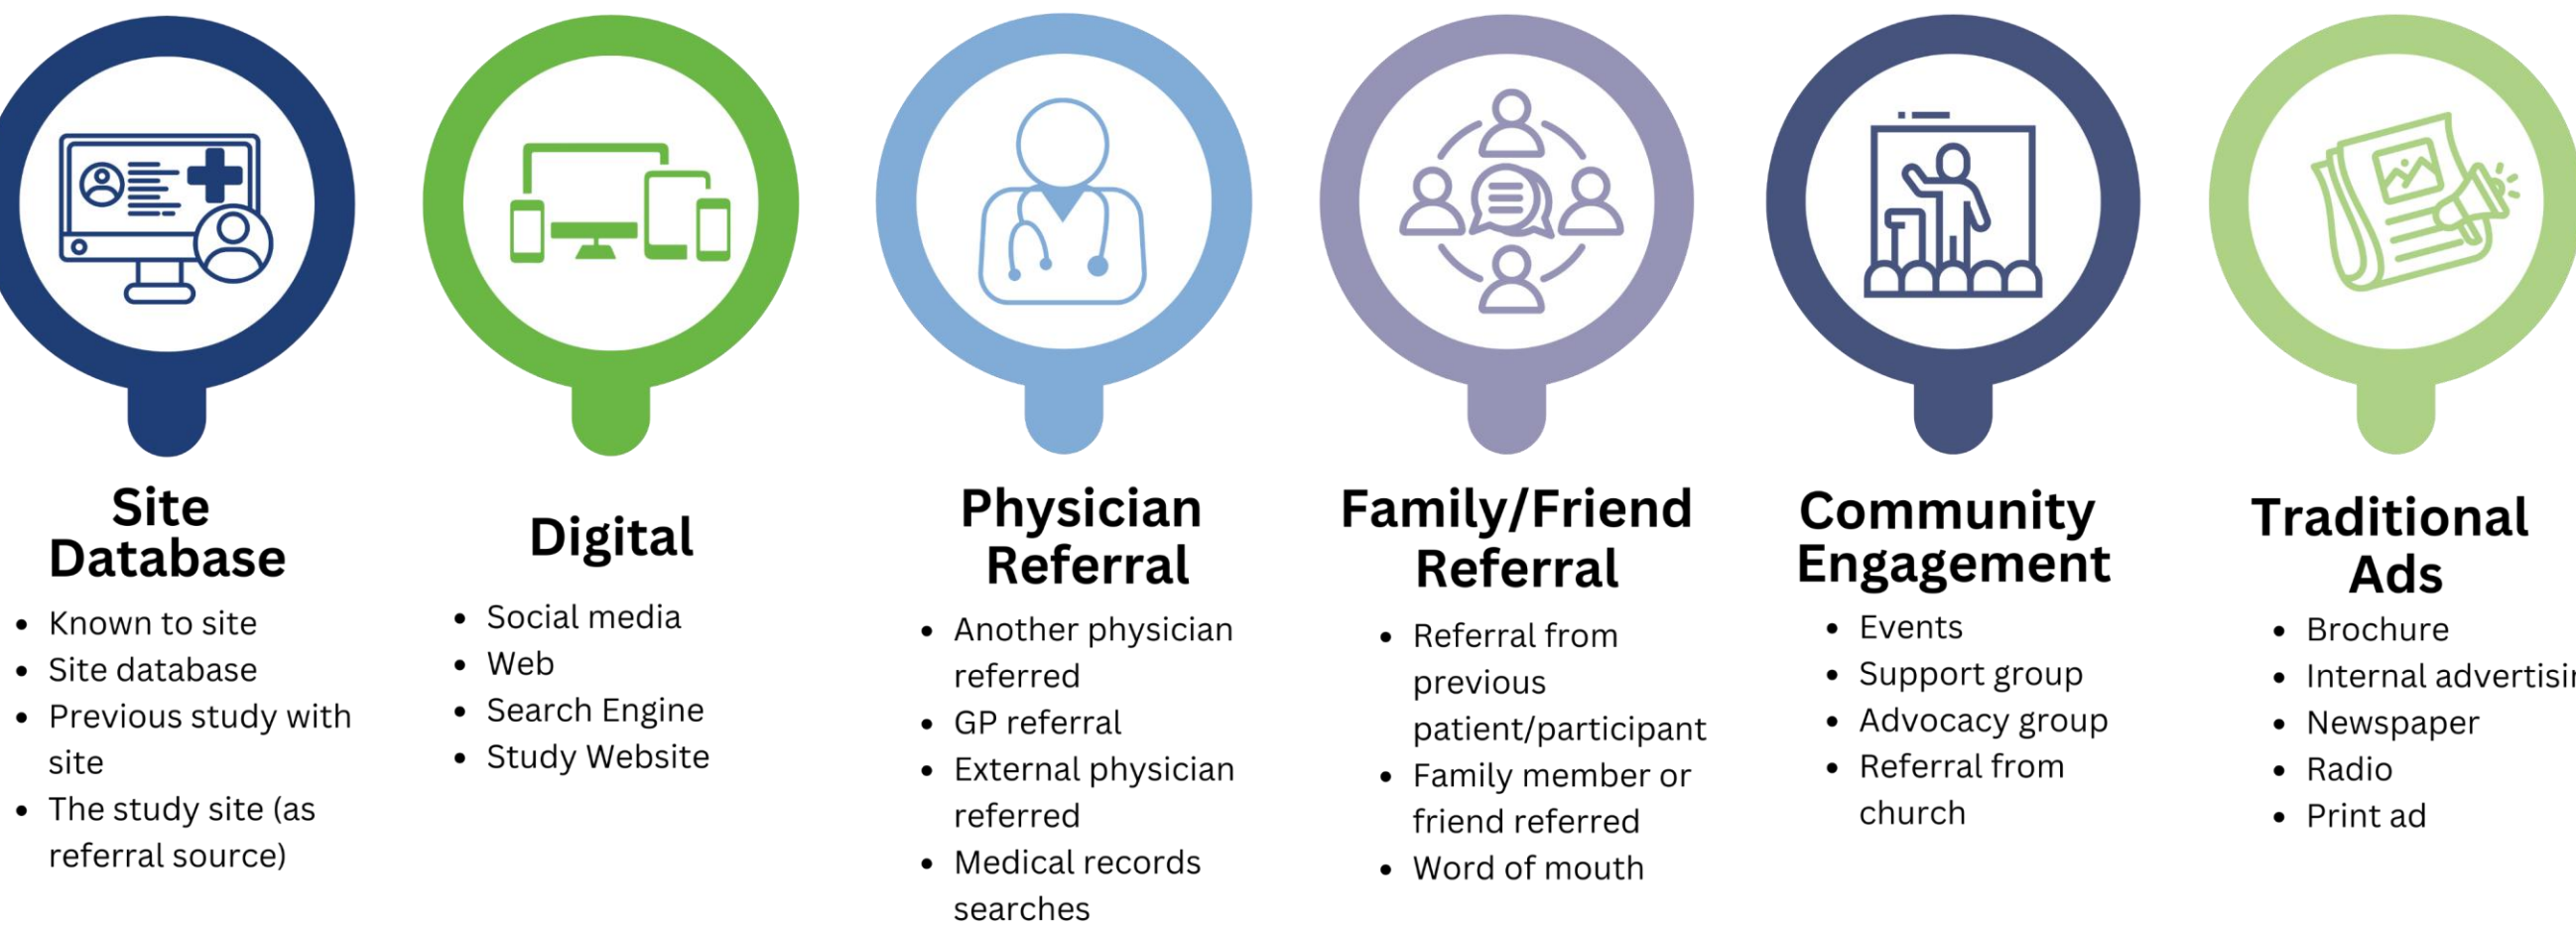 Site
Database
• Known to site
• Site database
• Previous study with
site
• The study site (as
referral source)
Digital
• Social media
• Web
• Search Engine
• Study Website
Physician
Referral
• Another physician
referred
• GP referral
• External physician
referred
• Medical records
searches
Family/Friend
Referral
• Referral from
previous
patient/participant
• Family member or
friend referred
• Word of mouth
Community
Engagement
• Events
• Support group
• Advocacy group
• Referral from
church
Traditional
Ads
• Brochure
• Internal
• Newspaper
• Radio
• Print ad